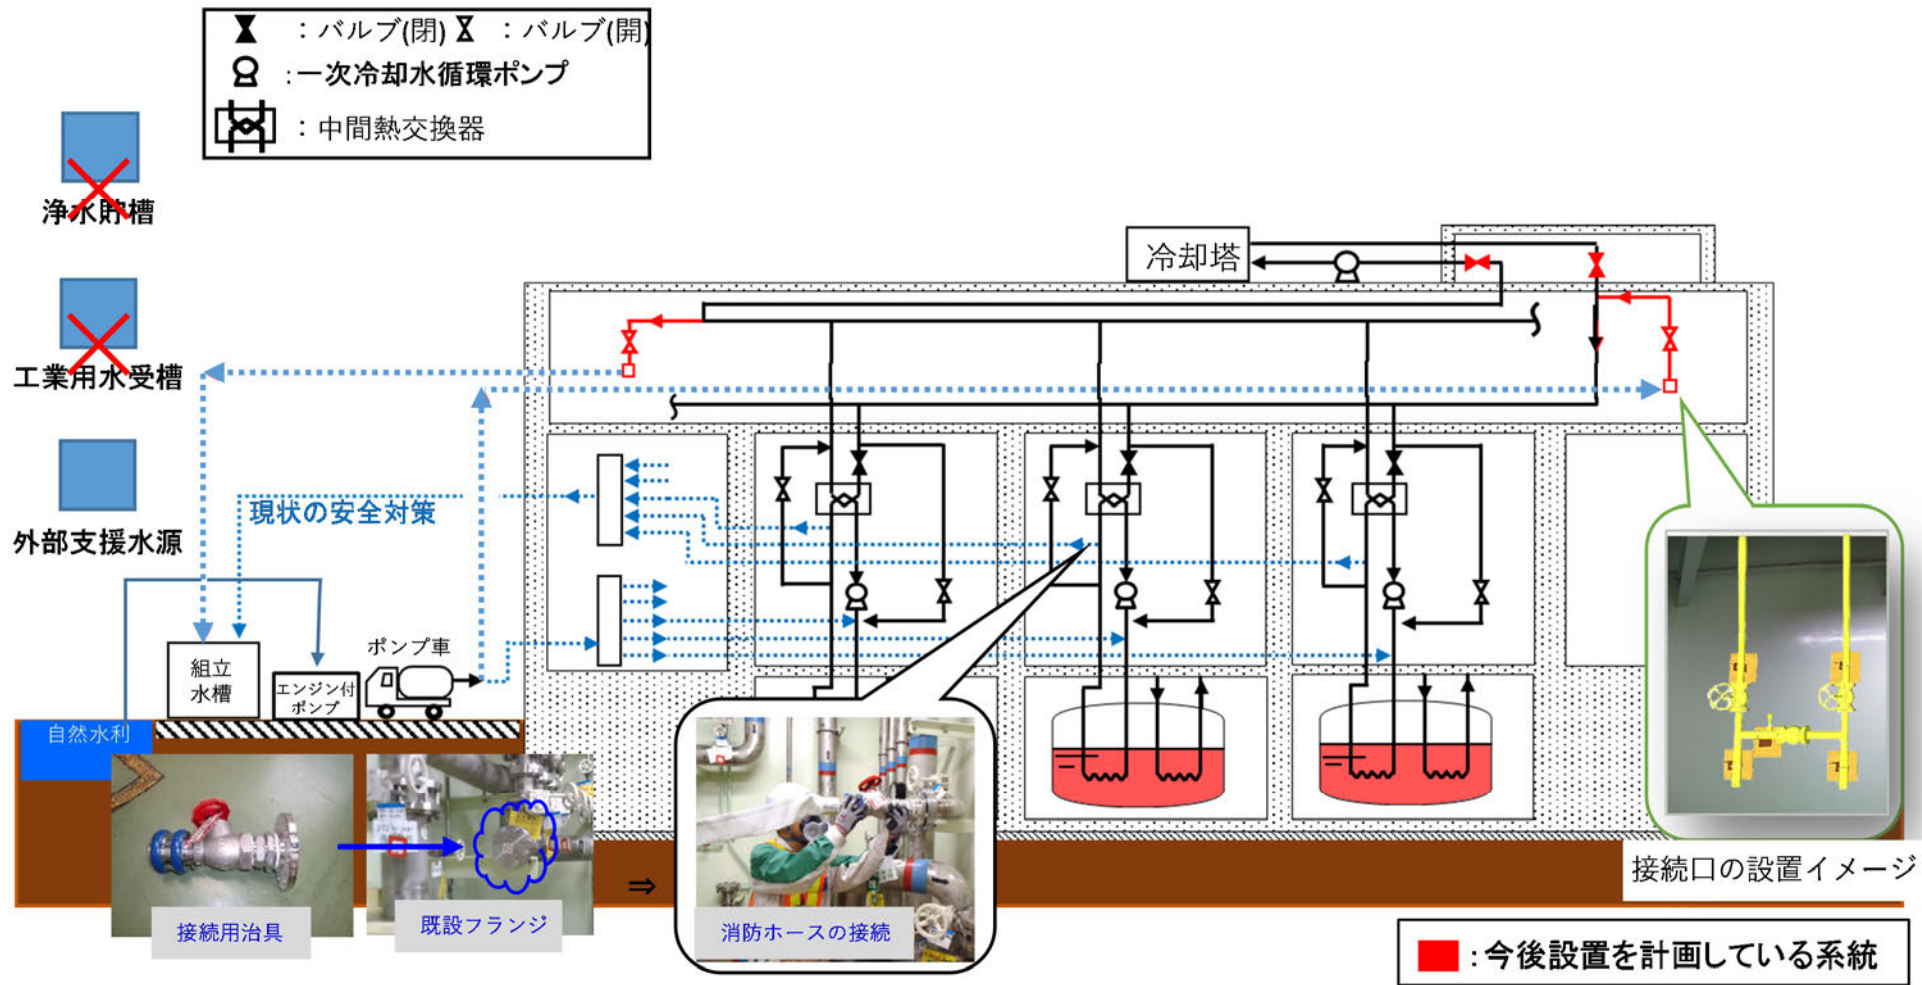 ：バルブ(閉) ：バルブ(開)
：一次冷却水循環ポンプ
：中間熱交換器
浄水貯槽
工業用水受槽
外部支援水源
冷却塔
現状の安全対策
組立
水槽
エンジン付
ポンプ
ポンプ車
自然水利
接続用治具
既設フランジ
⇒
消防ホースの接続
接続口の設置イメージ
：今後設置を計画している系統